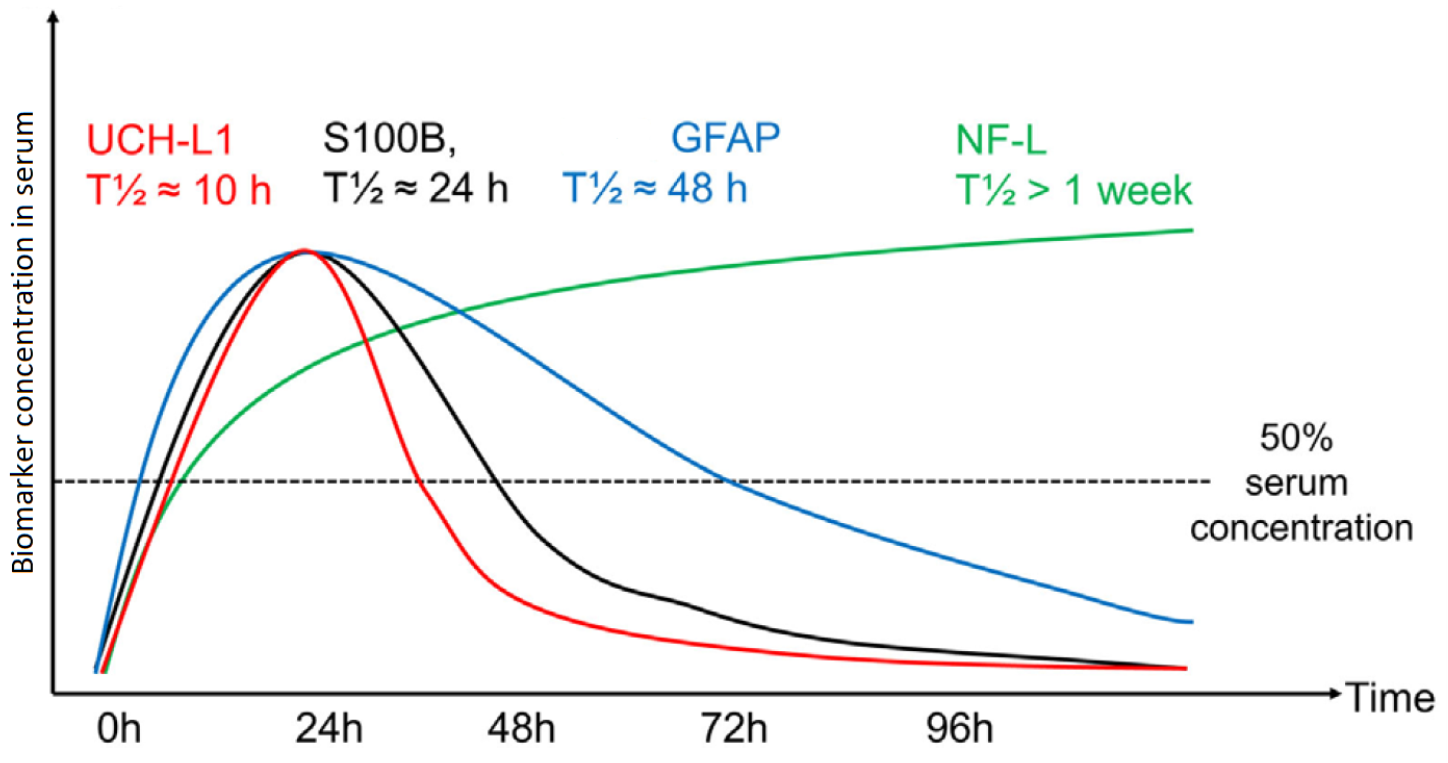 Biomarker concentration in serum
UCH-L1
T½ ≈ 10 h
S100B,
T½ ≈ 24 h
GFAP
T½ ≈ 48 h
NF-L
T½ > 1 week
50%
serum
concentration
0h 24h 48h 72h 96h
Time